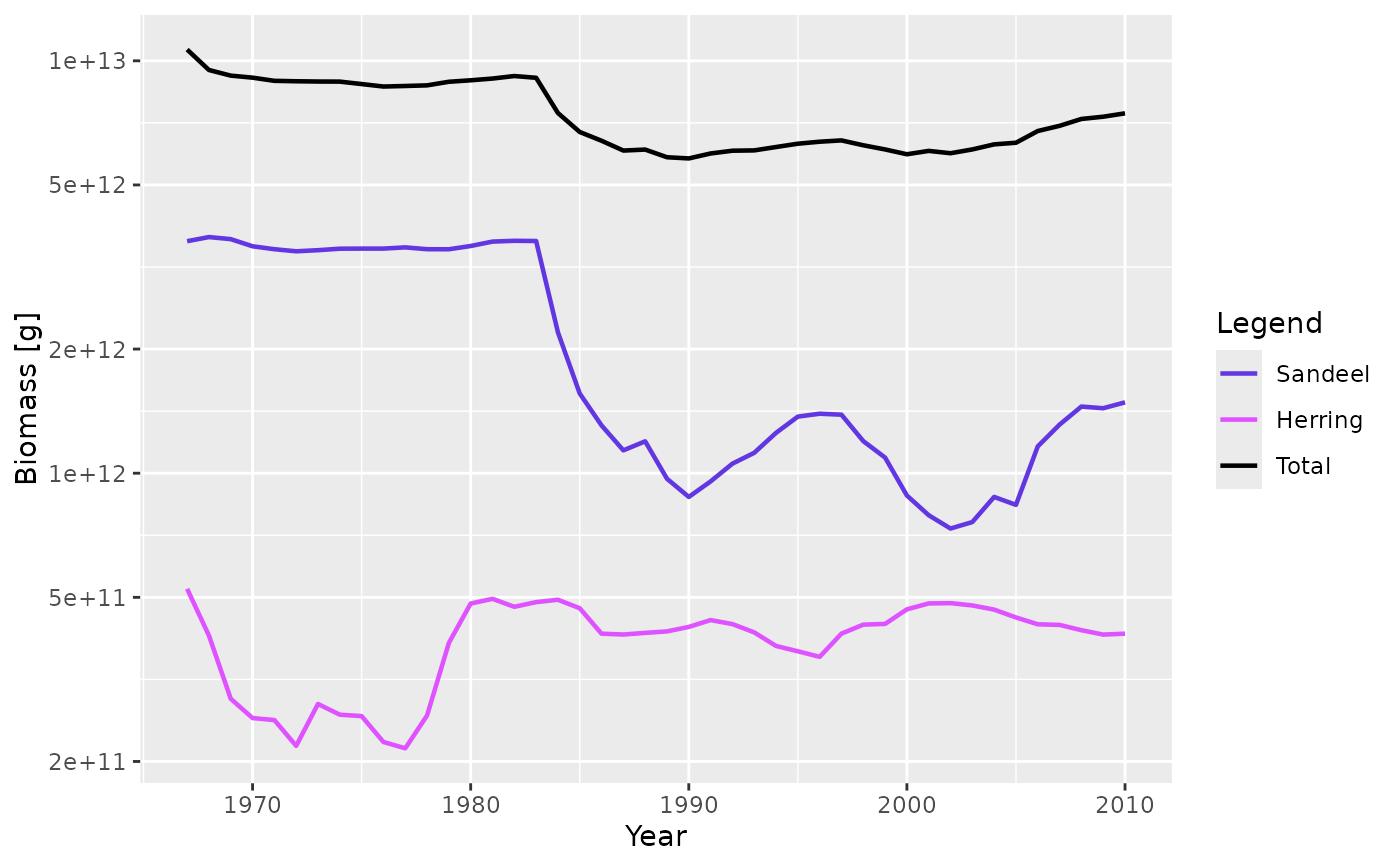 1e+13
5e+12
2e+12
1e+12
5e+11
2e+11
Biomass [g]
1970 1980 1990 2000 2010
Year
Legend
Sandeel
Herring
Total